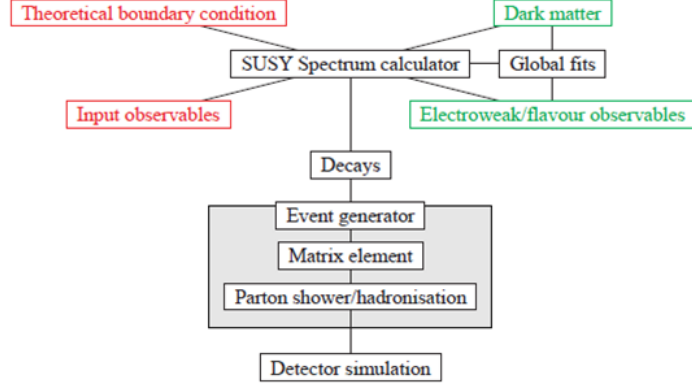 Theoretical boundary condition
Dark matter
SUSY Spectrum calculator
Global fits
Input observables
Electroweak/flavour observables
Decays
Event generator
Matrix element
Parton shower/hadronisation
Detector simulation